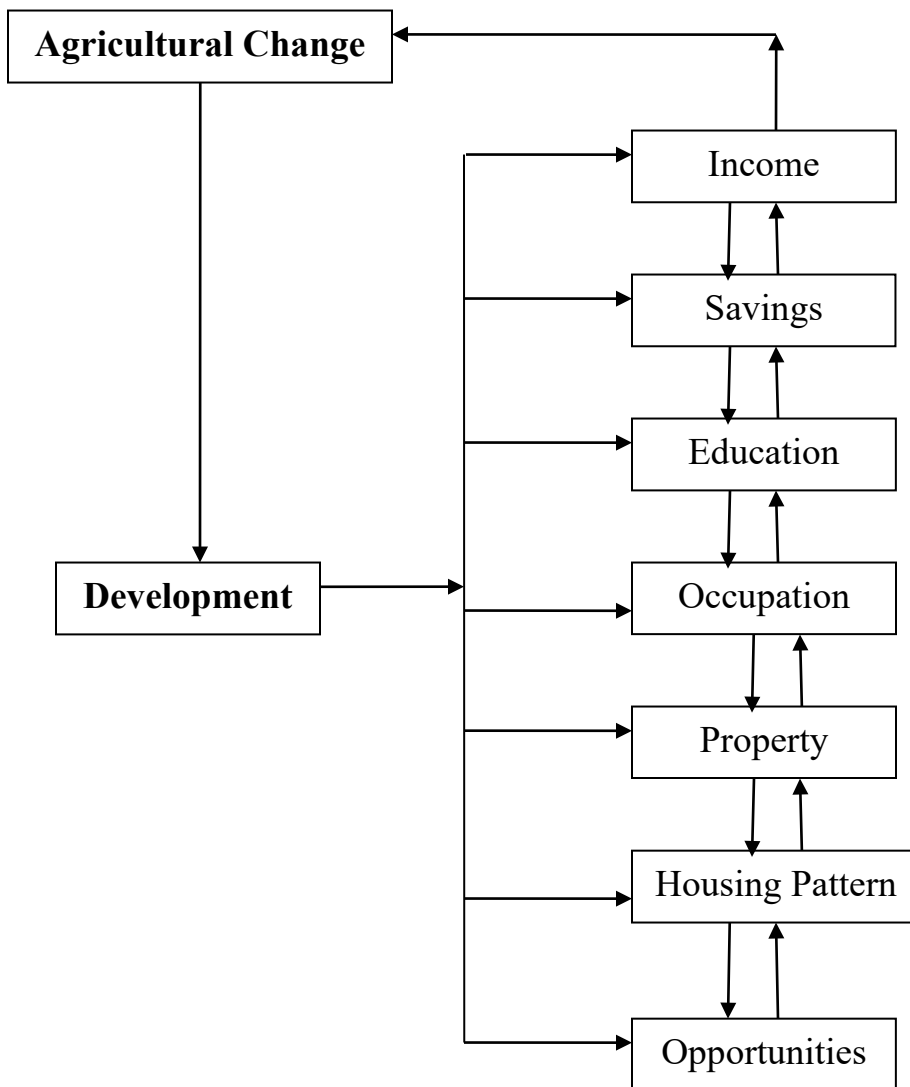 Agricultural Change
Income
Savings
Education
Development
Occupation
Property
Housing Pattern
Opportunities